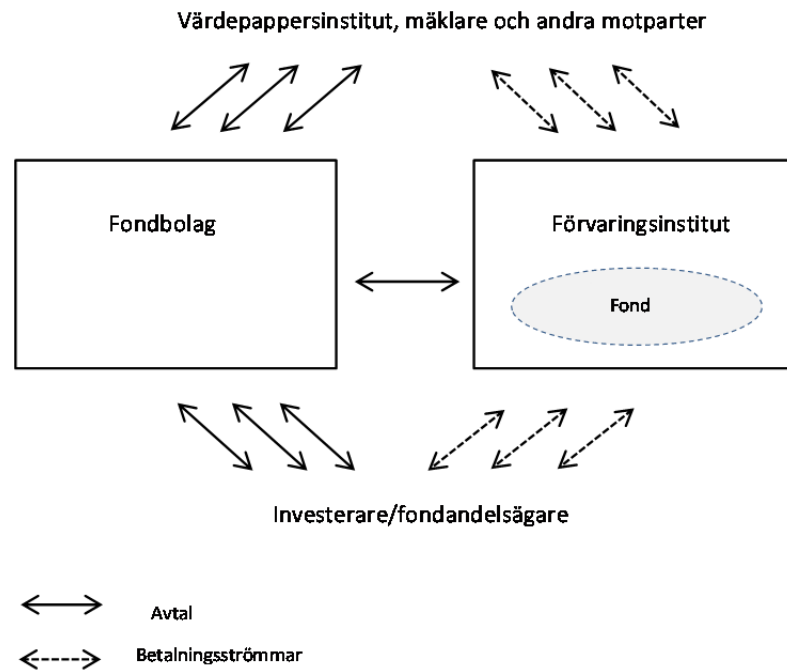 Värdepappersinstitut, mäklare och andra motparter
Fondbolag
Förvaringsinstitut
Fond
Investerare/fondandelsägare
Avtal
Betalningsströmmar